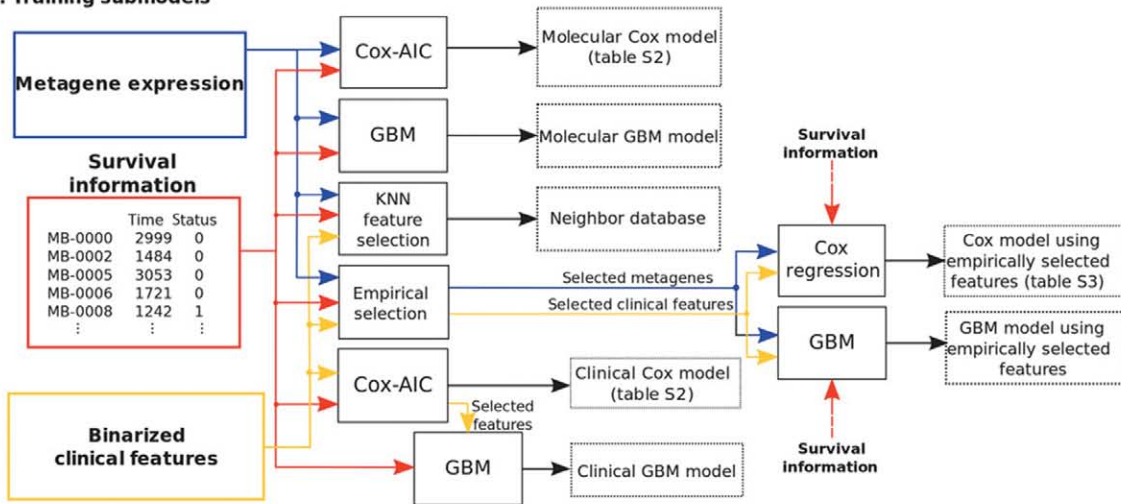 Training submodels
Metagene expression
Survival
information
Time Status
MB-0000 2999 0
MB-0002 1484 0
MB-0005 3053 0
MB-0006 1721 0
MB-0008 1242 1
⋮ ⋮ ⋮
Binarized
clinical features
Cox-AIC
Molecular Cox model
(table S2)
GBM
Molecular GBM model
KNN
feature
selection
Neighbor database
Empirical
selection
Selected metagenes
Selected clinical features
Cox-AIC
Clinical Cox model
(table S2)
Selected
features
GBM
Clinical GBM model
Survival
information
Cox
regression
Cox model using
empirically selected
features (table S3)
GBM
GBM model using
empirically selected
features
Survival
information